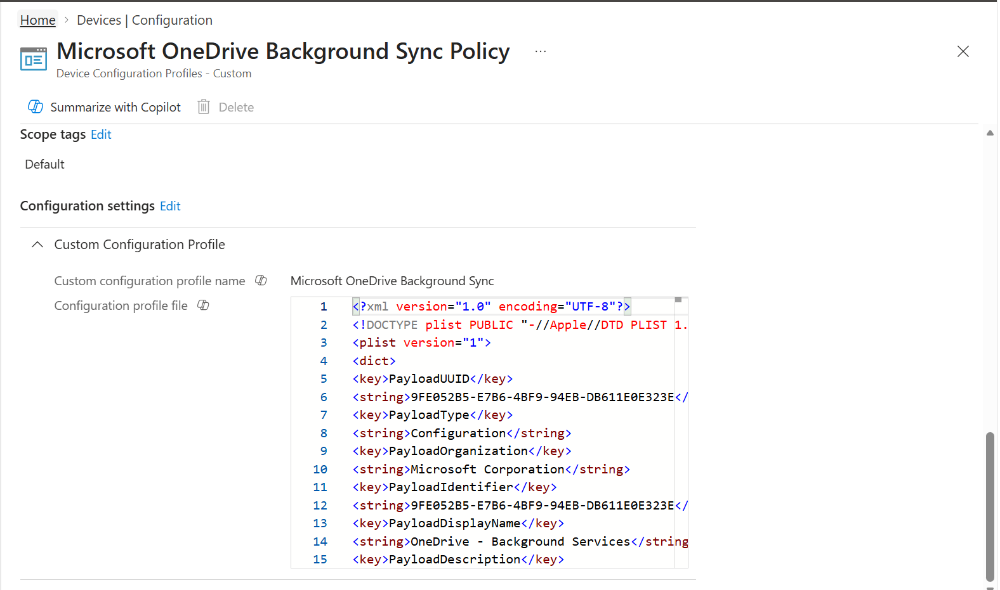 Home > Devices | Configuration
Microsoft OneDrive Background Sync Policy ...
Device Configuration Profiles - Custom
Summarize with Copilot Delete
Scope tags Edit
Default
Configuration settings Edit
Custom Configuration Profile
Custom configuration profile name Microsoft OneDrive Background Sync
Configuration profile file
1 <?xml version="1.0" encoding="UTF-8"?>
2 <!DOCTYPE plist PUBLIC "-//Apple//DTD PLIST 1.
3 <plist version="1">
4 <dict>
5 <key>PayloadUUID</key>
6 <string>9FE052B5-E7B6-4BF9-94EB-DB611E0E323E</
7 <key>PayloadType</key>
8 <string>Configuration</string>
9 <key>PayloadOrganization</key>
10 <string>Microsoft Corporation</string>
11 <key>PayloadIdentifier</key>
12 <string>9FE052B5-E7B6-4BF9-94EB-DB611E0E323E</
13 <key>PayloadDisplayName</key>
14 <string>OneDrive - Background Services</string
15 <key>PayloadDescription</key>